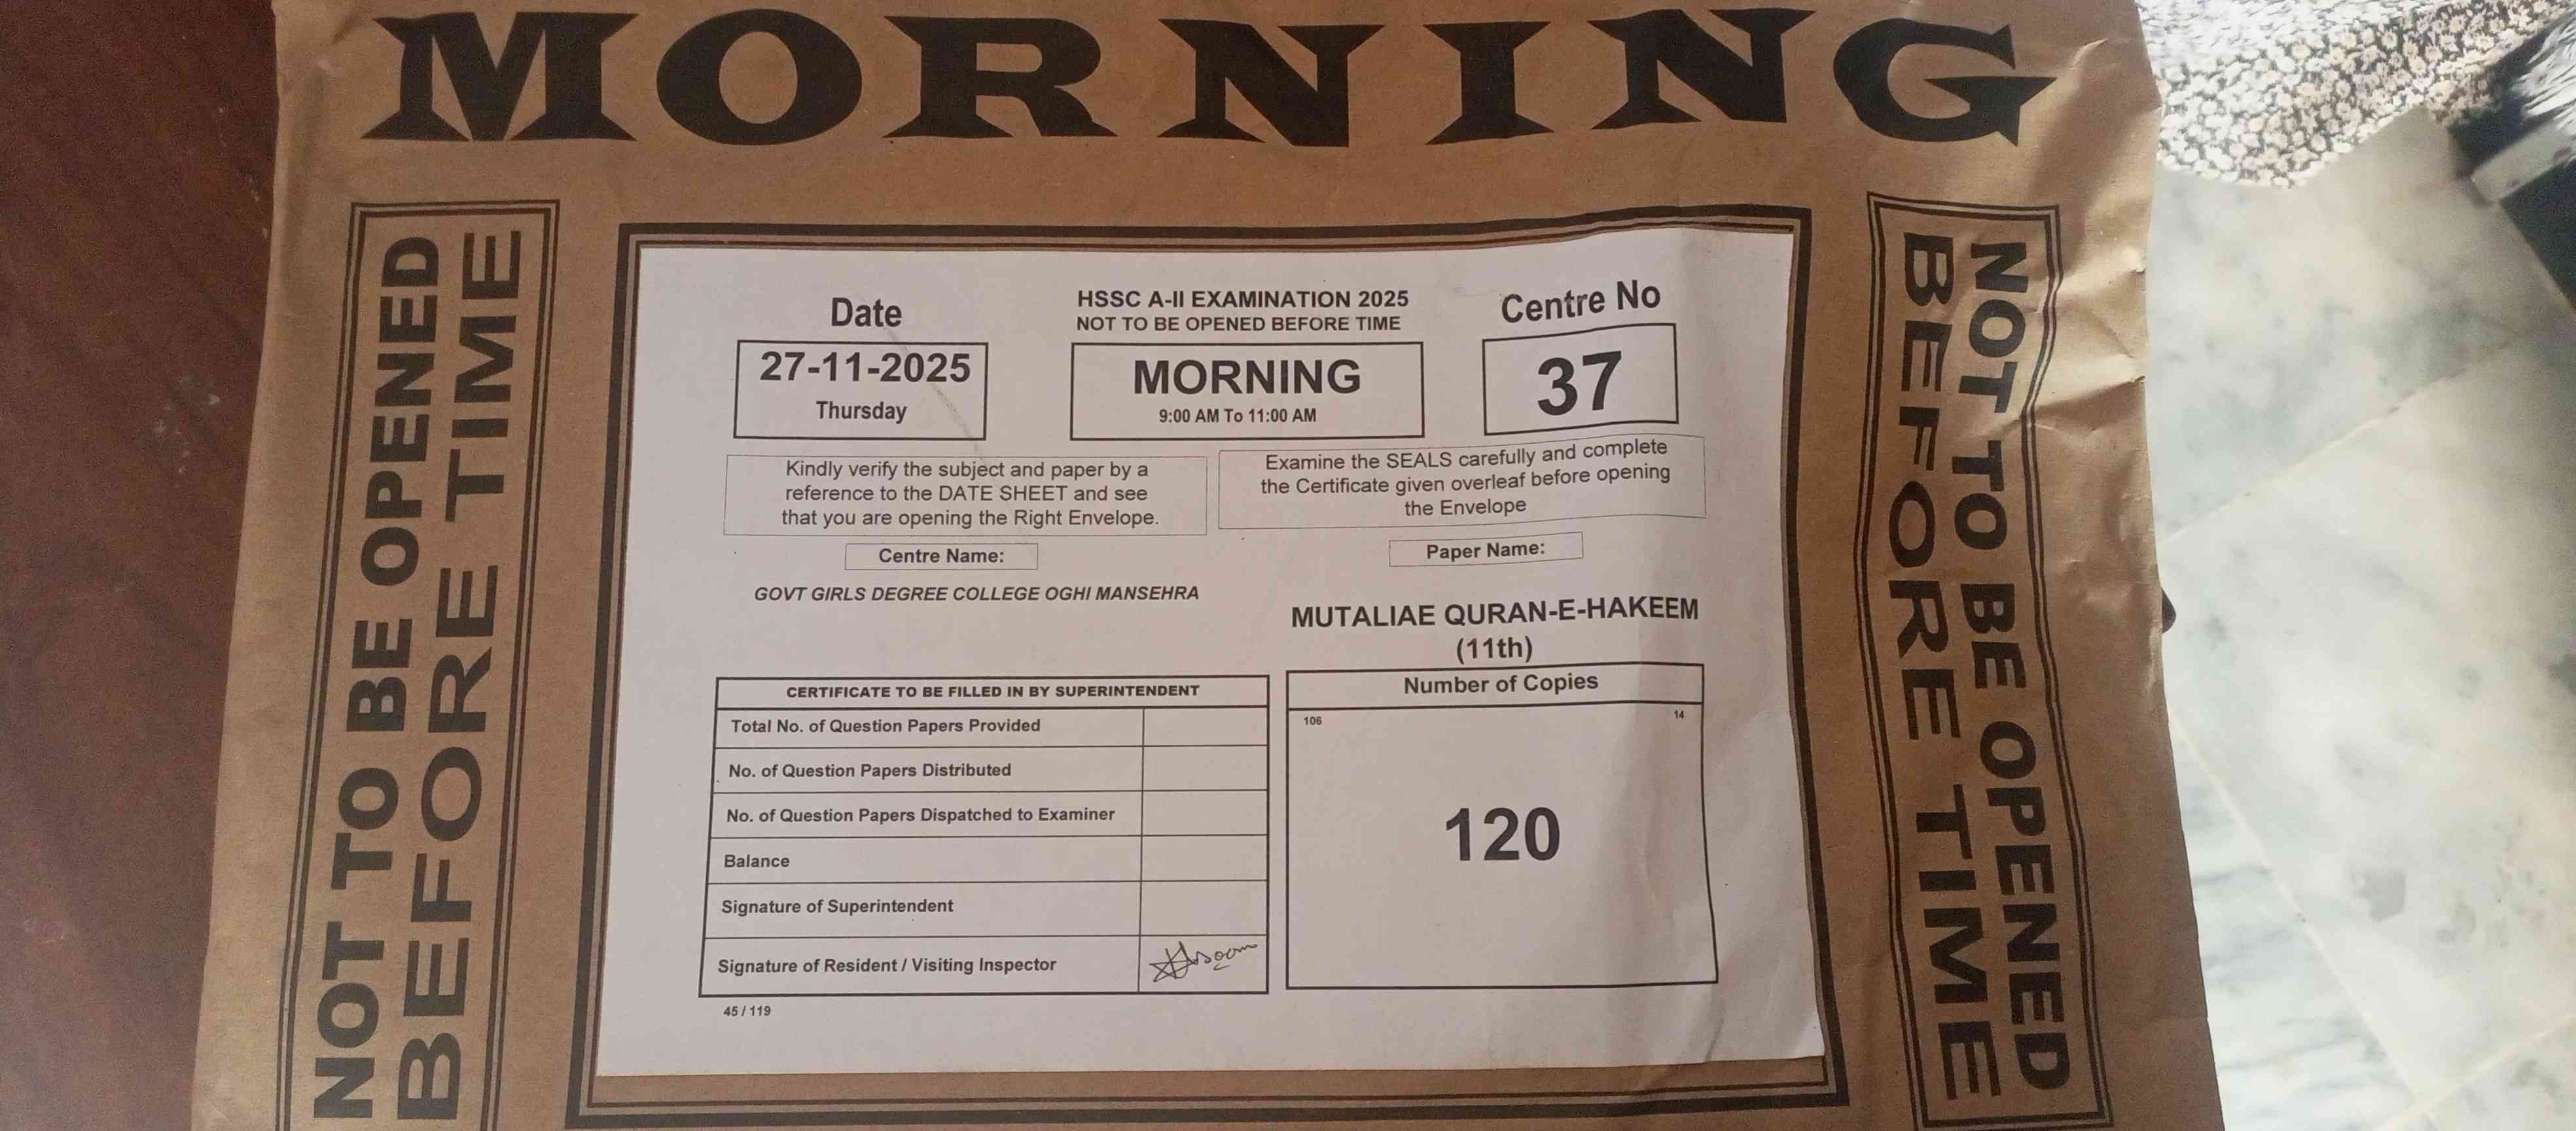 MORNING
NOT TO BE OPENED
BEFORE TIME
Date
27-11-2025
Thursday
HSSC A-II EXAMINATION 2025
NOT TO BE OPENED BEFORE TIME
MORNING
9:00 AM To 11:00 AM
Centre No
37
Kindly verify the subject and paper by a
reference to the DATE SHEET and see
that you are opening the Right Envelope.
Examine the SEALS carefully and complete
the Certificate given overleaf before opening
the Envelope
Centre Name:
GOVT GIRLS DEGREE COLLEGE OGHI MANSEHRA
Paper Name:
MUTALIAE QURAN-E-HAKEEM
(11th)
CERTIFICATE TO BE FILLED IN BY SUPERINTENDENT
Total No. of Question Papers Provided
No. of Question Papers Distributed
No. of Question Papers Dispatched to Examiner
Balance
Signature of Superintendent
Signature of Resident / Visiting Inspector
45 / 119
Number of Copies
106 14
120
NOT TO BE OPENED
BEFORE TIME